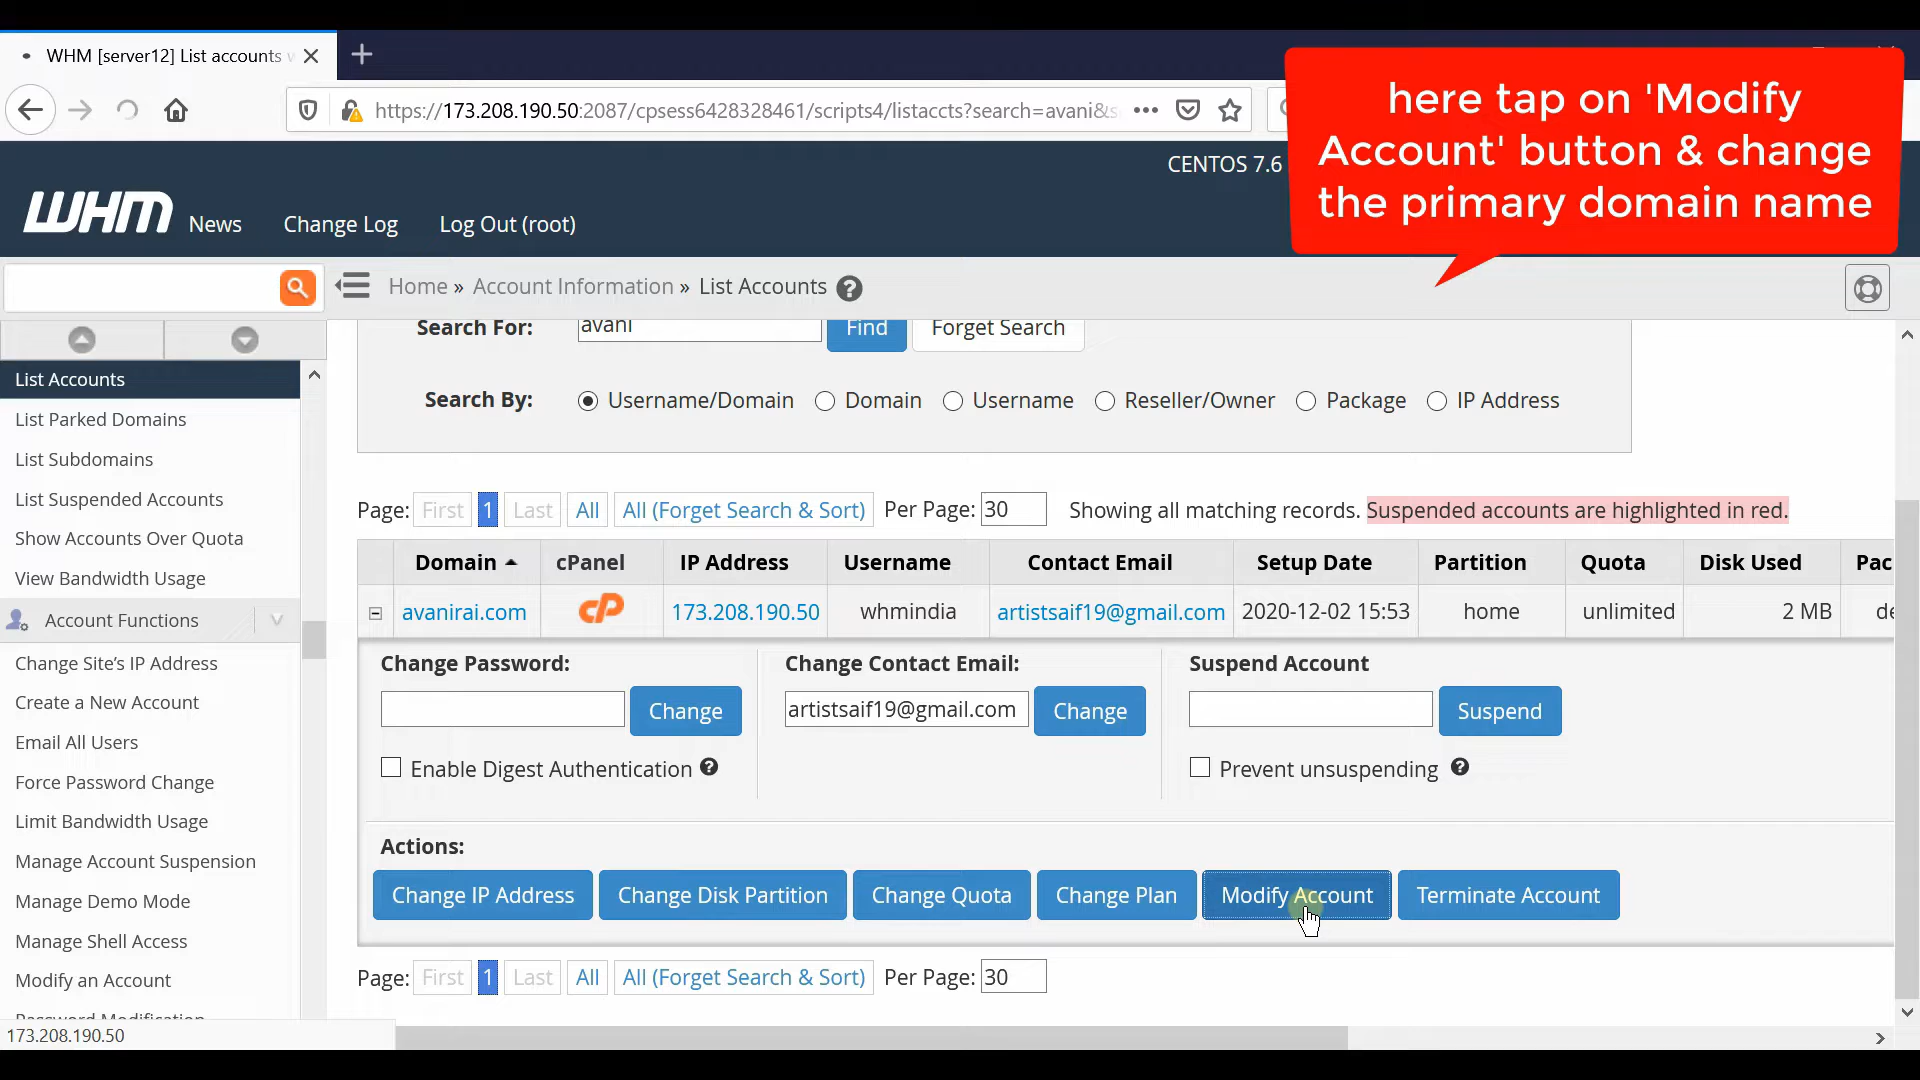 WHM [server12] List accounts
https://173.208.190.50:2087/cpsess6428328461/scripts4/listaccts?search=avani&s
here tap on 'Modify
Account' button & change
the primary domain name
CENTOS 7.6
WHM
News
Change Log
Log Out (root)
Home » Account Information » List Accounts
Search For:
avani
Find
Forget Search
Search By:
Username/Domain
Domain
Username
Reseller/Owner
Package
IP Address
List Accounts
List Parked Domains
List Subdomains
List Suspended Accounts
Show Accounts Over Quota
View Bandwidth Usage
Account Functions
Change Site's IP Address
Create a New Account
Email All Users
Force Password Change
Limit Bandwidth Usage
Manage Account Suspension
Manage Demo Mode
Manage Shell Access
Modify an Account
Password Modification
173.208.190.50
Page: First 1 Last All All (Forget Search & Sort) Per Page: 30 Showing all matching records. Suspended accounts are highlighted in red.
Domain cPanel IP Address Username Contact Email Setup Date Partition Quota Disk Used Pac
avanirai.com cP 173.208.190.50 whmindia artistsaif19@gmail.com 2020-12-02 15:53 home unlimited 2 MB de
Change Password:
Change
Enable Digest Authentication
Change Contact Email:
artistsaif19@gmail.com
Change
Suspend Account
Suspend
Prevent unsuspending
Actions:
Change IP Address
Change Disk Partition
Change Quota
Change Plan
Modify Account
Terminate Account
Page: First 1 Last All All (Forget Search & Sort) Per Page: 30